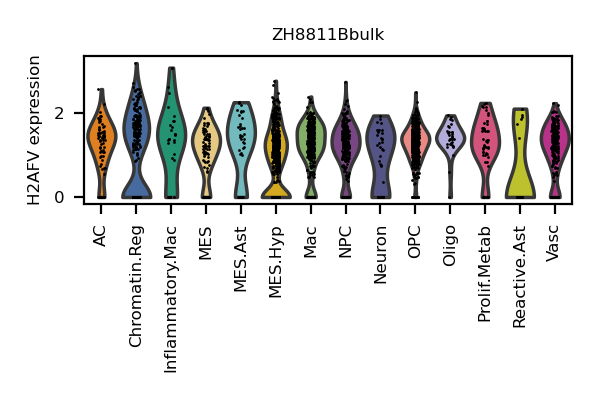 ZH8811Bbulk
H2AFV expression
2
0
AC
Chromatin.Reg
Inflammatory.Mac
MES
MES.Ast
MES.Hyp
Mac
NPC
Neuron
OPC
Oligo
Prolif.Metab
Reactive.Ast
Vasc